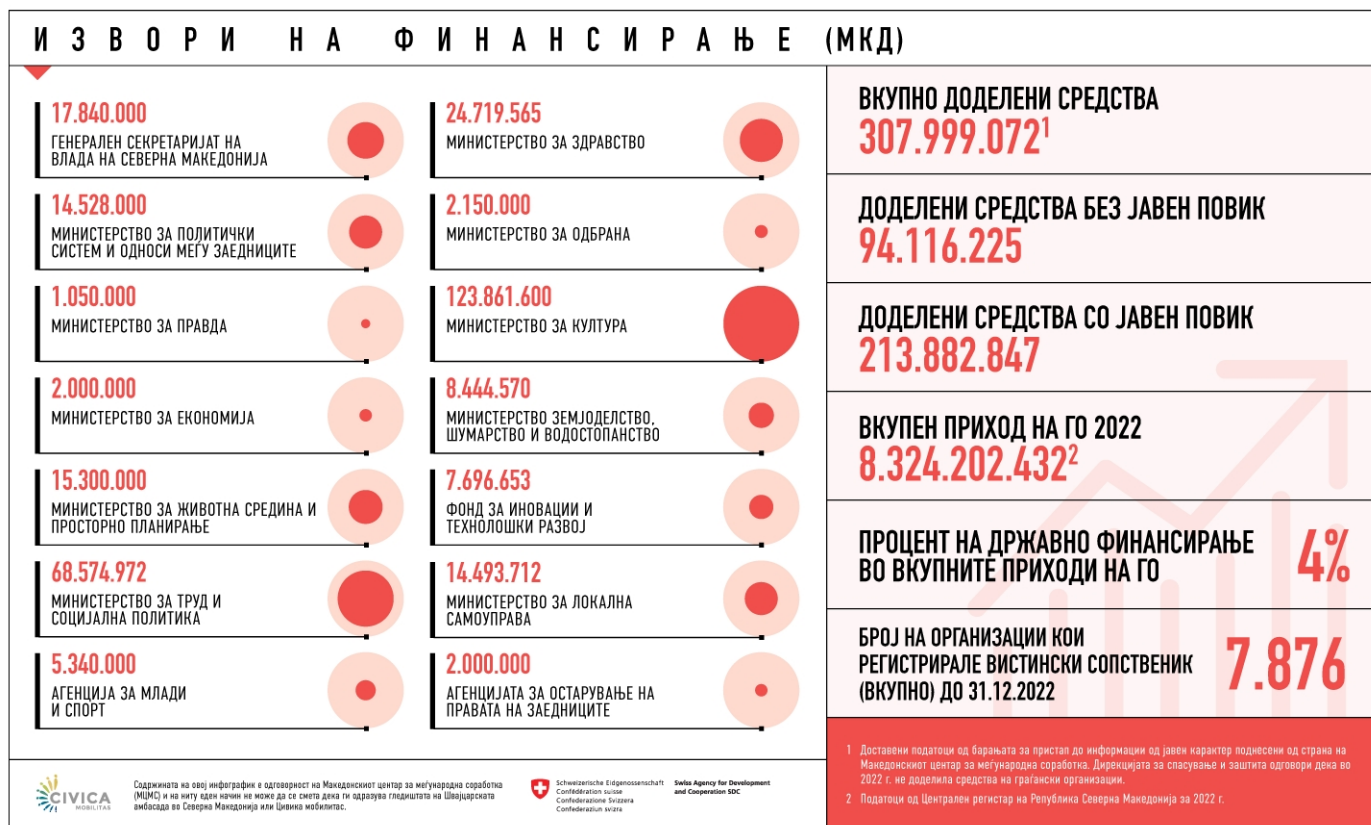 ИЗВОРИ НА ФИНАНСИРАЊЕ (МКД)
17.840.000
ГЕНЕРАЛЕН СЕКРЕТАРИЈАТ НА
ВЛАДА НА СЕВЕРНА МАКЕДОНИЈА
14.528.000
МИНИСТЕРСТВО ЗА ПОЛИТИЧКИ
СИСТЕМ И ОДНОСИ МЕЃУ ЗАЕДНИЦИТЕ
1.050.000
МИНИСТЕРСТВО ЗА ПРАВДА
2.000.000
МИНИСТЕРСТВО ЗА ЕКОНОМИЈА
15.300.000
МИНИСТЕРСТВО ЗА ЖИВОТНА СРЕДИНА И
ПРОСТОРНО ПЛАНИРАЊЕ
68.574.972
МИНИСТЕРСТВО ЗА ТРУД И
СОЦИЈАЛНА ПОЛИТИКА
5.340.000
АГЕНЦИЈА ЗА МЛАДИ
И СПОРТ
24.719.565
МИНИСТЕРСТВО ЗА ЗДРАВСТВО
2.150.000
МИНИСТЕРСТВО ЗА ОДБРАНА
123.861.600
МИНИСТЕРСТВО ЗА КУЛТУРА
8.444.570
МИНИСТЕРСТВО ЗЕМЈОДЕЛСТВО,
ШУМАРСТВО И ВОДОСТОПАНСТВО
7.696.653
ФОНД ЗА ИНОВАЦИИ И
ТЕХНОЛОШКИ РАЗВОЈ
14.493.712
МИНИСТЕРСТВО ЗА ЛОКАЛНА
САМОУПРАВА
2.000.000
АГЕНЦИЈАТА ЗА ОСТАРУВАЊЕ НА
ПРАВАТА НА ЗАЕДНИЦИТЕ
ВКУПНО ДОДЕЛЕНИ СРЕДСТВА
307.999.072¹
ДОДЕЛЕНИ СРЕДСТВА БЕЗ ЈАВЕН ПОВИК
94.116.225
ДОДЕЛЕНИ СРЕДСТВА СО ЈАВЕН ПОВИК
213.882.847
ВКУПЕН ПРИХОД НА ГО 2022
8.324.202.432²
ПРОЦЕНТ НА ДРЖАВНО ФИНАНСИРАЊЕ
ВО ВКУПНИТЕ ПРИХОДИ НА ГО
4%
БРОЈ НА ОРГАНИЗАЦИИ КОИ
РЕГИСТРИРАЛЕ ВИСТИНСКИ СОПСТВЕНИК
(ВКУПНО) ДО 31.12.2022
7.876
1 Доставени податоци од барањата за пристап до информации од јавен карактер поднесени од страна на
Македонскиот центар за меѓународна соработка. Дирекцијата за спасување и заштита одговори дека во
2022 г. не доделила средства на граѓански организации.
2 Податоци од Централен регистар на Република Северна Македонија за 2022 г.
CIVICA
MOBILITAS
Содржината на овој инфографик е одговорност на Македонскиот центар за меѓународна соработка
(МЦМС) и на ниту еден начин не може да се смета дека ги одразува гледиштата на Швајцарската
амбасада во Северна Македонија или Цивика мобилитас.
Schweizerische Eidgenossenschaft
Confédération suisse
Confederazione Svizzera
Confederaziun svizra
Swiss Agency for Development
and Cooperation SDC